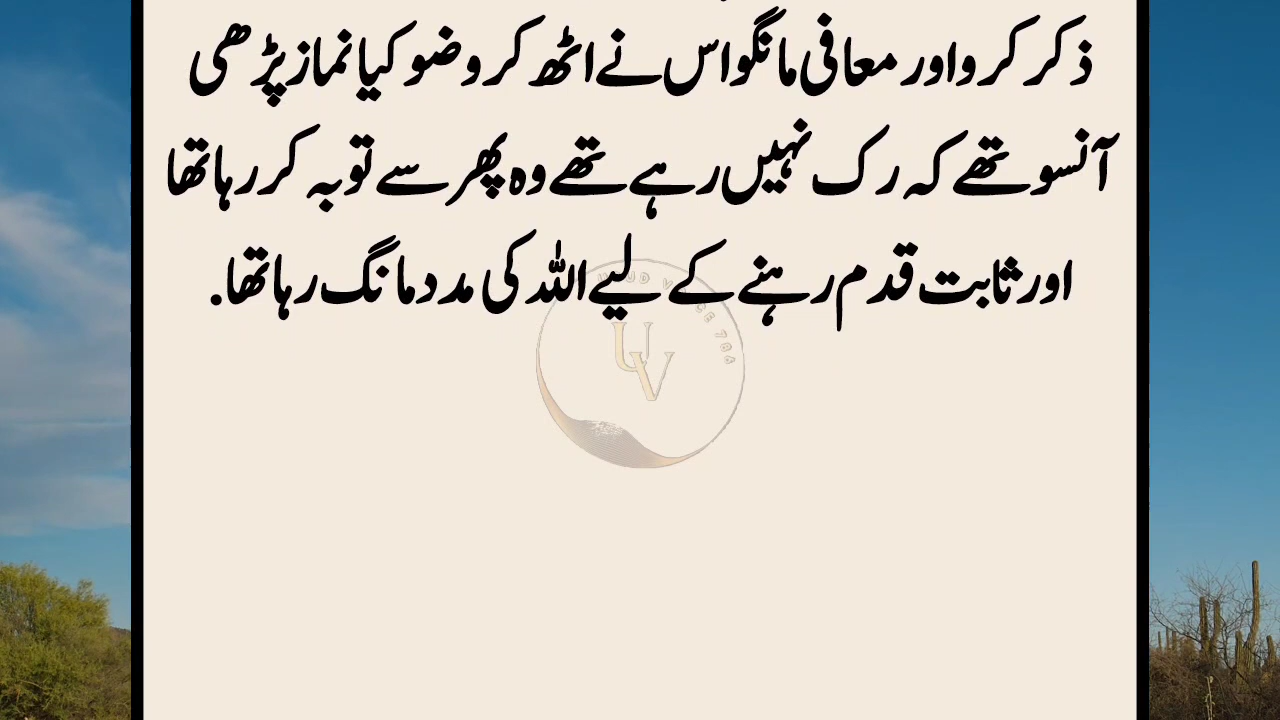 ذکر کرو اور معافی مانگو اس نے اٹھ کر وضو کیا نماز پڑھی
آنسو تھے کہ رک نہیں رہے تھے وہ پھر سے توبہ کر رہا تھا
اور ثابت قدم رہنے کے لیے اللہ کی مدد مانگ رہا تھا.
UV